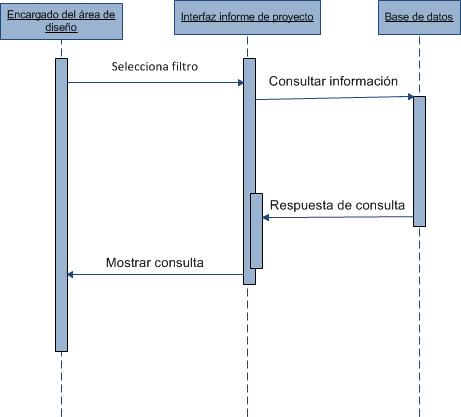 Encargado del área de
diseño
Interfaz informe de proyecto
Base de datos
Selecciona filtro
Consultar información
Respuesta de consulta
Mostrar consulta